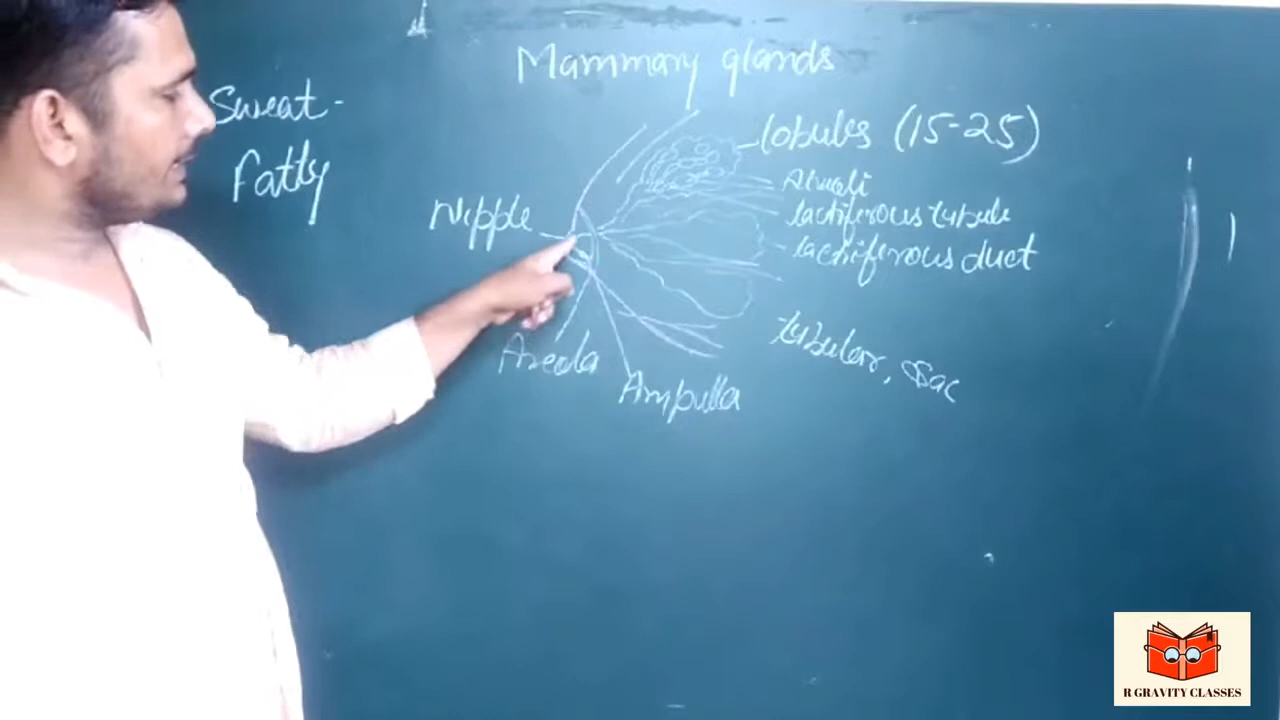 Mammary glands
Sweat -
fatty
lobules (15-25)
Alveoli
Nipple
lactiferous tubule
lactiferous duct
tubular, Sac
Areola
Ampulla
R GRAVITY CLASSES